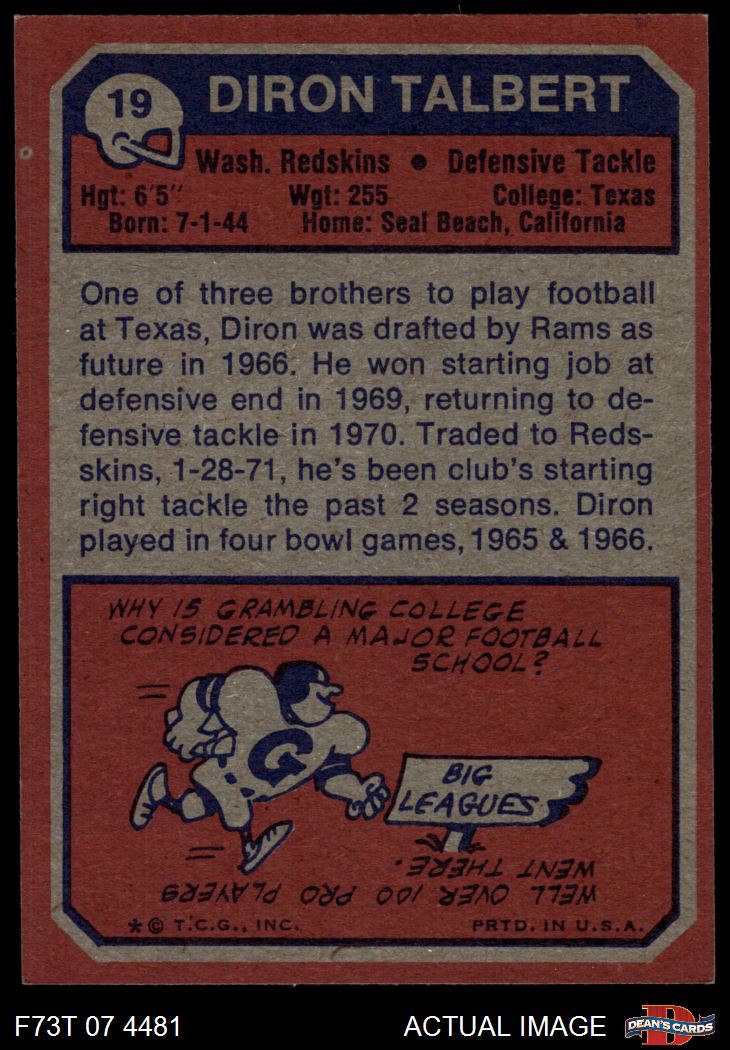 19
DIRON TALBERT
Wash. Redskins • Defensive Tackle
Hgt: 6'5" Wgt: 255 College: Texas
Born: 7-1-44 Home: Seal Beach, California
One of three brothers to play football
at Texas, Diron was drafted by Rams as
future in 1966. He won starting job at
defensive end in 1969, returning to de-
fensive tackle in 1970. Traded to Reds-
skins, 1-28-71, he's been club's starting
right tackle the past 2 seasons. Diron
played in four bowl games, 1965 & 1966.
WHY IS GRAMBLING COLLEGE
CONSIDERED A MAJOR FOOTBALL
SCHOOL?
G
BIG
LEAGUES
WELL OVER 100 PRO PLAYERS
WENT THERE.
*© T.C.G., INC. PRTD. IN U.S.A.
F73T 07 4481 ACTUAL IMAGE
D
DEAN'S CARDS